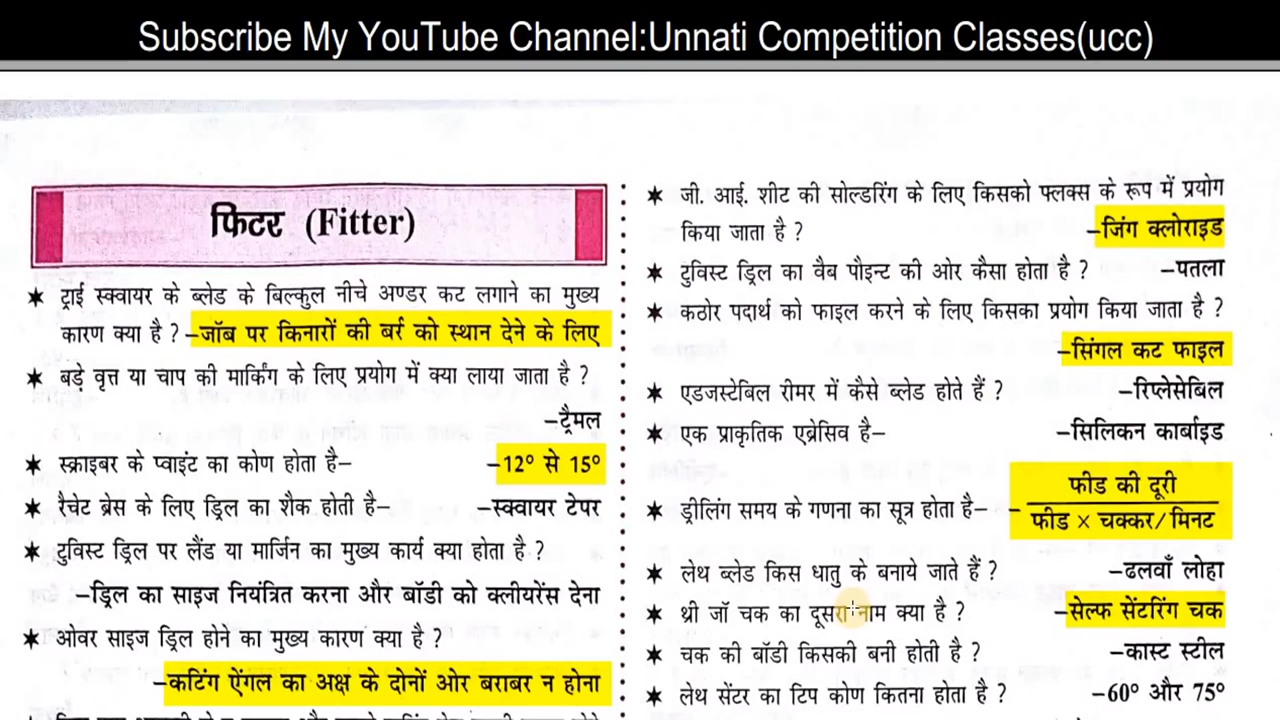 Subscribe My YouTube Channel:Unnati Competition Classes(ucc)
फिटर (Fitter)
★ ट्राई स्क्वायर के ब्लेड के बिल्कुल नीचे अण्डर कट लगाने का मुख्य
कारण क्या है ? –जॉब पर किनारों की बर्र को स्थान देने के लिए
★ बड़े वृत्त या चाप की मार्किंग के लिए प्रयोग में क्या लाया जाता है ?
–ट्रैमल
★ स्क्राइबर के प्वाइंट का कोण होता है– –12° से 15°
★ रैचेट ब्रेस के लिए ड्रिल का शैंक होती है– –स्क्वायर टेपर
★ टुविस्ट ड्रिल पर लैंड या मार्जिन का मुख्य कार्य क्या होता है ?
–ड्रिल का साइज नियंत्रित करना और बॉडी को क्लीयरेंस देना
★ ओवर साइज ड्रिल होने का मुख्य कारण क्या है ?
–कटिंग ऐंगल का अक्ष के दोनों ओर बराबर न होना
★ जी. आई. शीट की सोल्डरिंग के लिए किसको फ्लक्स के रूप में प्रयोग
किया जाता है ? –जिंग क्लोराइड
★ टुविस्ट ड्रिल का वैब पौइन्ट की ओर कैसा होता है ? –पतला
★ कठोर पदार्थ को फाइल करने के लिए किसका प्रयोग किया जाता है ?
–सिंगल कट फाइल
★ एडजस्टेबिल रीमर में कैसे ब्लेड होते हैं ? –रिप्लेसेबिल
★ एक प्राकृतिक एब्रेसिव है– –सिलिकन कार्बाइड
★ ड्रीलिंग समय के गणना का सूत्र होता है– – फीड की दूरी
फीड × चक्कर/मिनट
★ लेथ ब्लेड किस धातु के बनाये जाते हैं ? –ढलवाँ लोहा
★ थ्री जॉ चक का दूसरा नाम क्या है ? –सेल्फ सेंटरिंग चक
★ चक की बॉडी किसकी बनी होती है ? –कास्ट स्टील
★ लेथ सेंटर का टिप कोण कितना होता है ? –60° और 75°